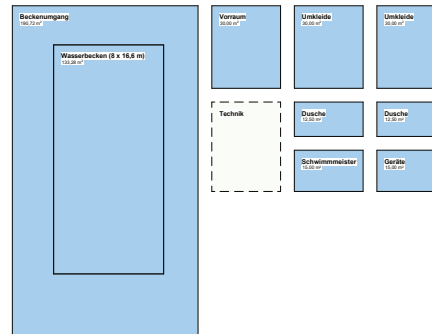 Beckenumgang
190,72 m²
Wasserbecken (8 x 16,6 m)
133,28 m²
Vorraum
30,00 m²
Umkleide
30,00 m²
Umkleide
30,00 m²
Technik
Dusche
12,50 m²
Dusche
12,50 m²
Schwimmmeister
15,00 m²
Geräte
15,00 m²